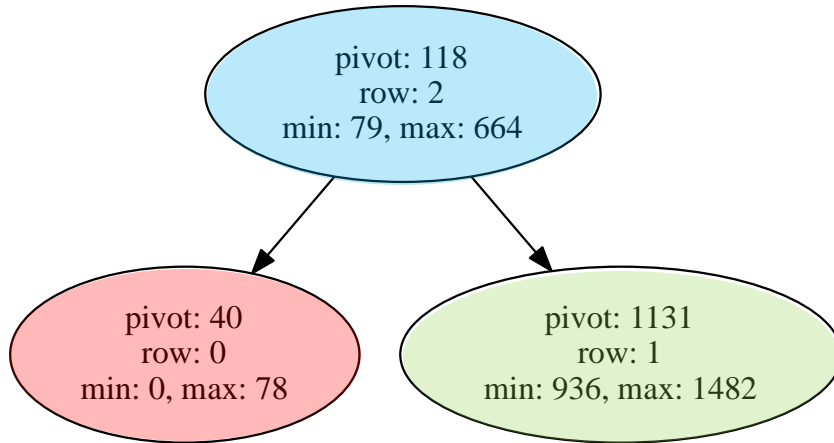 pivot: 118
row: 2
min: 79, max: 664
pivot: 40
row: 0
min: 0, max: 78
pivot: 1131
row: 1
min: 936, max: 1482